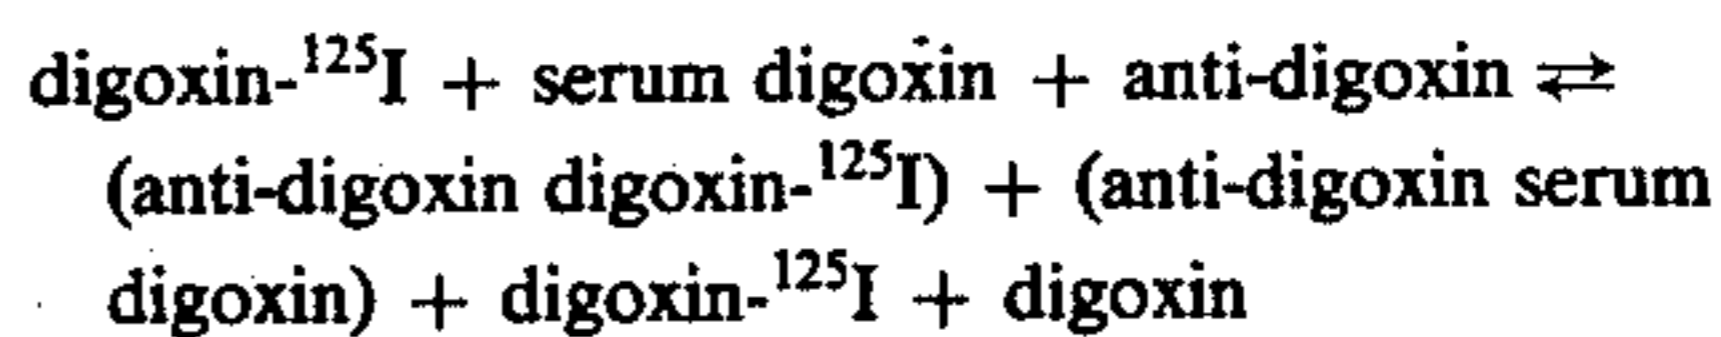 digoxin-¹²⁵I + serum digoxin + anti-digoxin ⇄
(anti-digoxin digoxin-¹²⁵I) + (anti-digoxin serum
digoxin) + digoxin-¹²⁵I + digoxin